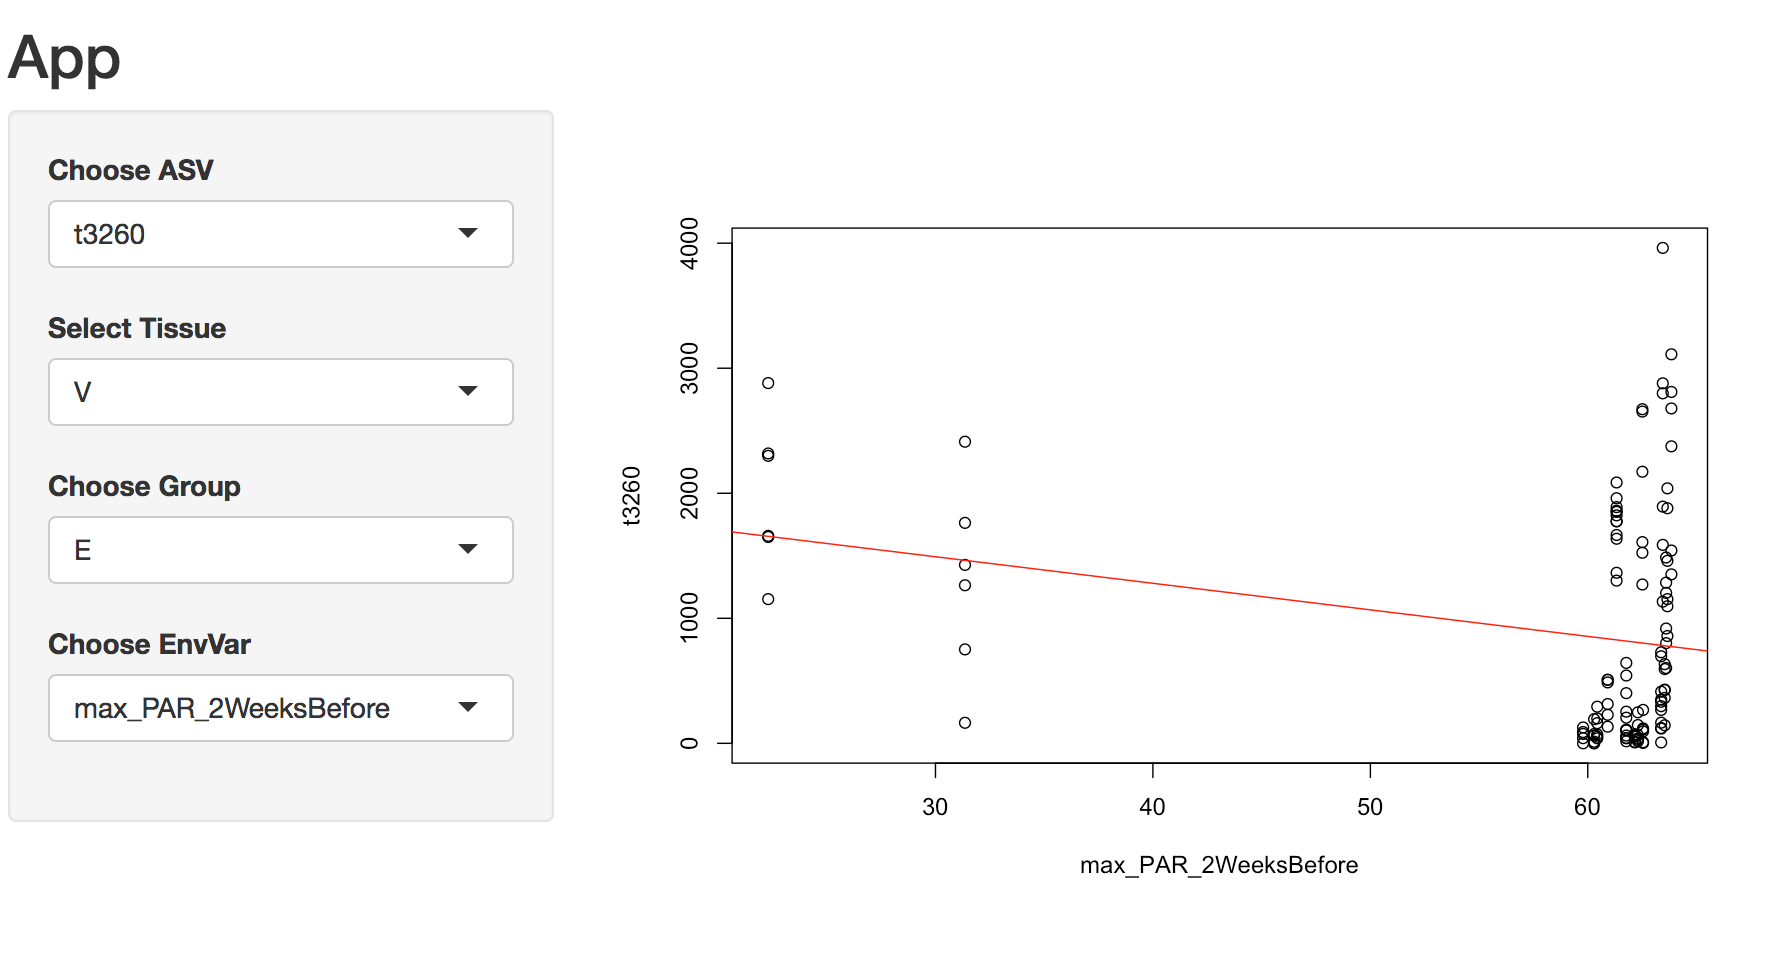 App
Choose ASV
t3260
Select Tissue
V
Choose Group
E
Choose EnvVar
max_PAR_2WeeksBefore
t3260
4000
3000
2000
1000
0
30 40 50 60
max_PAR_2WeeksBefore